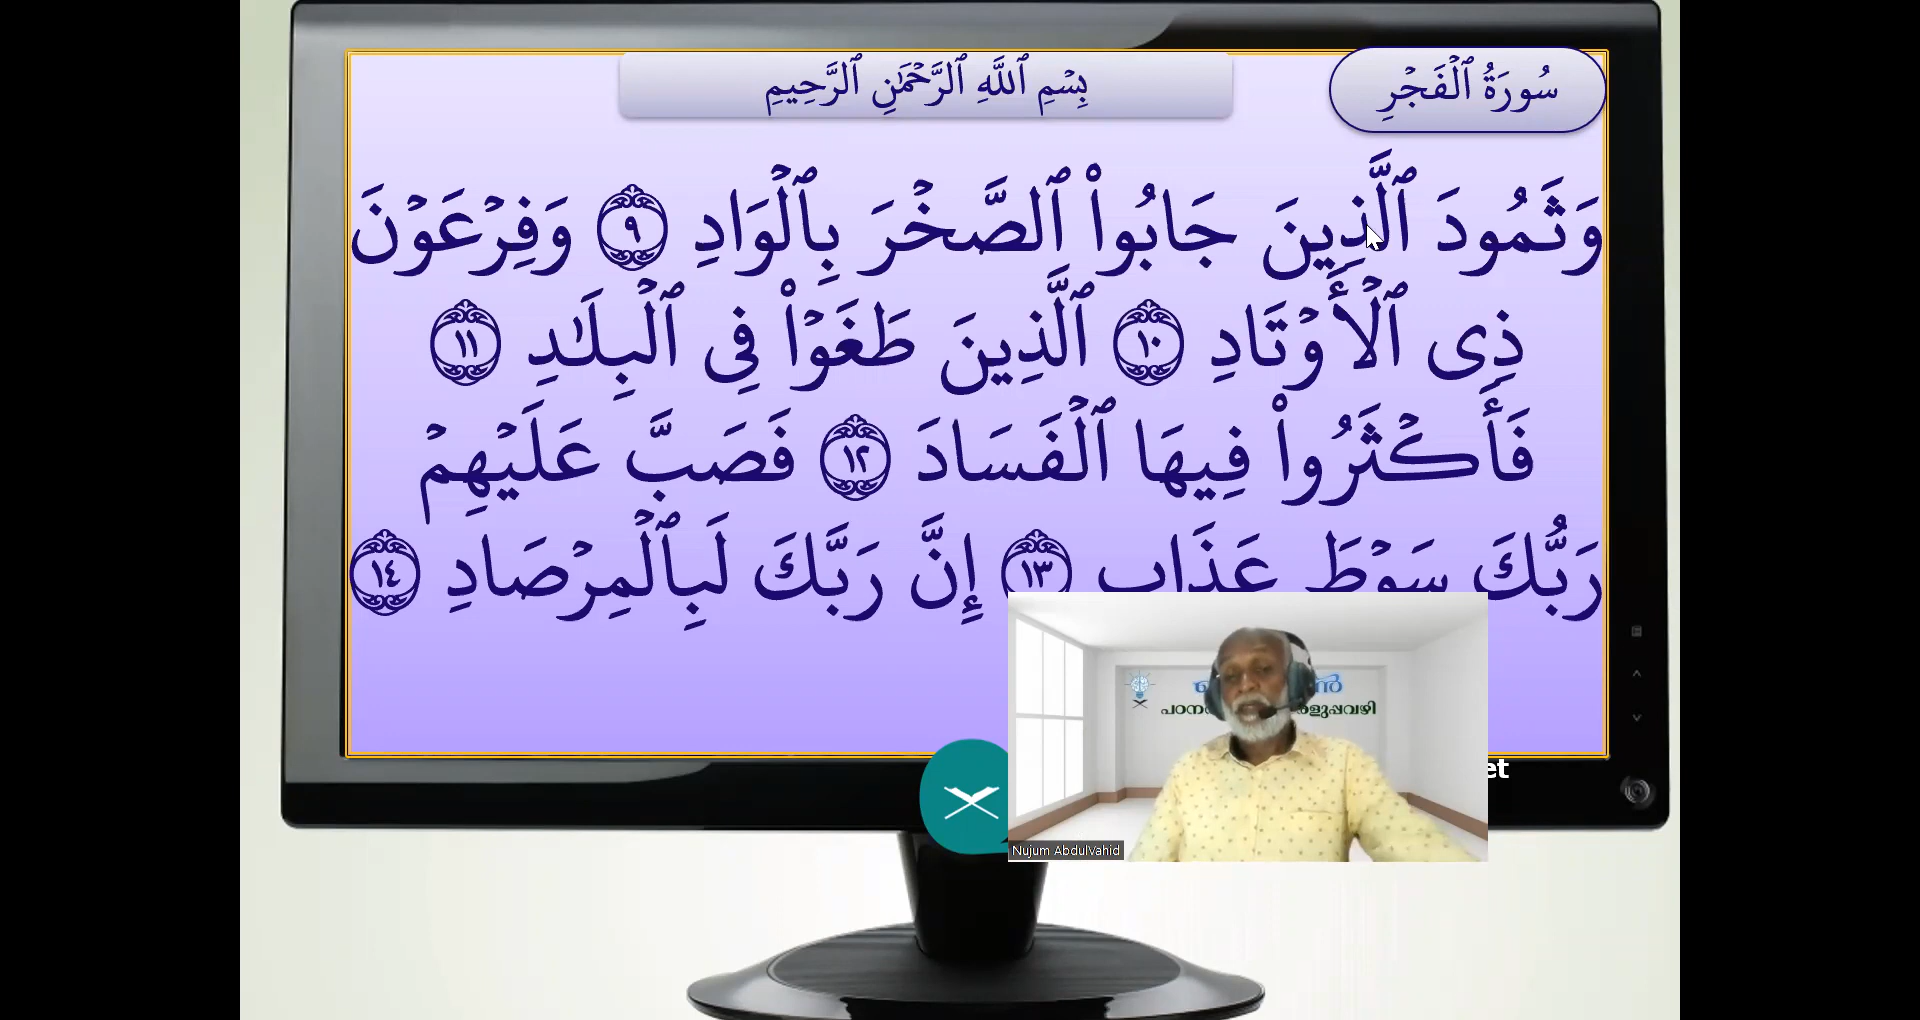 بِسۡمِ ٱللَّهِ ٱلرَّحۡمَٰنِ ٱلرَّحِيمِ
سُورَةُ ٱلۡفَجۡرِ
وَثَمُودَ ٱلَّذِينَ جَابُواْ ٱلصَّخۡرَ بِٱلۡوَادِ ٩ وَفِرۡعَوۡنَ
ذِى ٱلۡأَوۡتَادِ ١٠ ٱلَّذِينَ طَغَوۡاْ فِى ٱلۡبِلَٰدِ ١١
فَأَكۡثَرُواْ فِيهَا ٱلۡفَسَادَ ١٢ فَصَبَّ عَلَيۡهِمۡ
رَبُّكَ سَوۡطَ عَذَابٍ ١٣ إِنَّ رَبَّكَ لَبِٱلۡمِرۡصَادِ ١٤
Nujum AbdulVahid